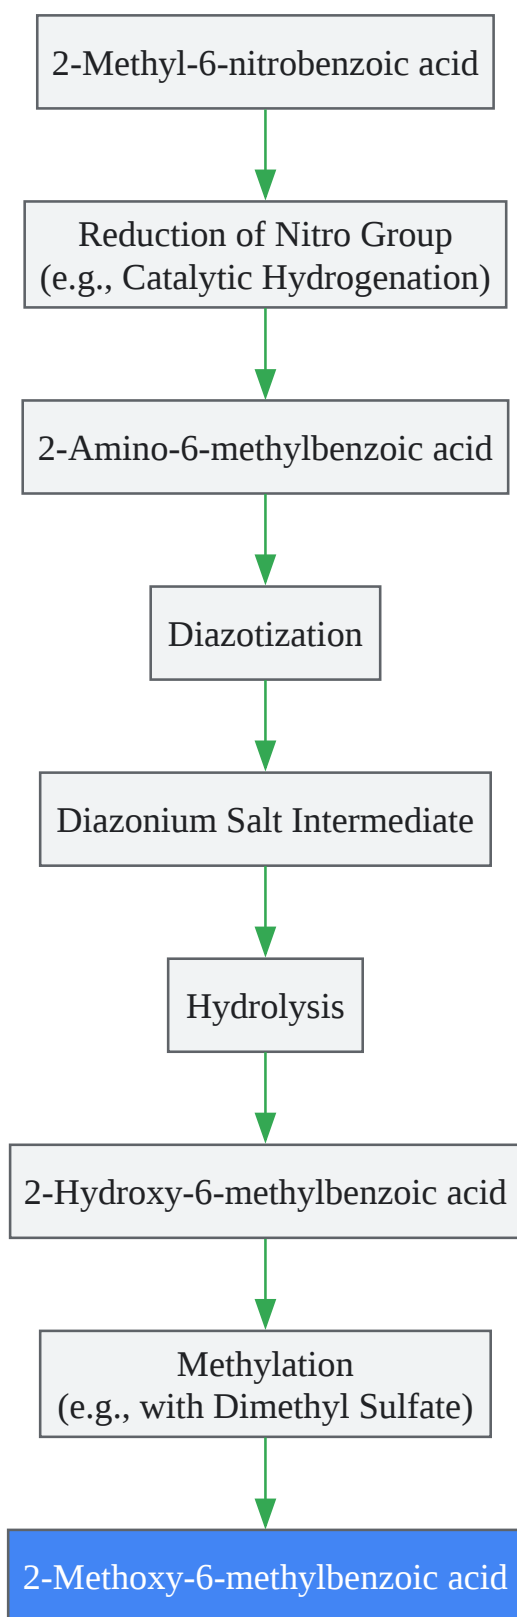 2-Methyl-6-nitrobenzoic acid
Reduction of Nitro Group
(e.g., Catalytic Hydrogenation)
2-Amino-6-methylbenzoic acid
Diazotization
Diazonium Salt Intermediate
Hydrolysis
2-Hydroxy-6-methylbenzoic acid
Methylation
(e.g., with Dimethyl Sulfate)
2-Methoxy-6-methylbenzoic acid